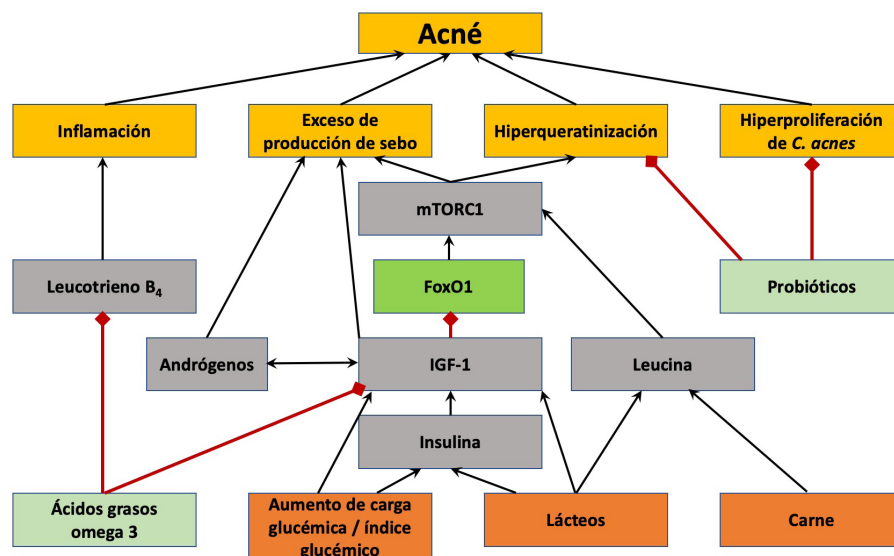 Acné
Inflamación
Exceso de
producción de sebo
Hiperqueratinización
Hiperproliferación
de C. acnes
mTORC1
Leucotrieno B₄
FoxO1
Probióticos
Andrógenos
IGF-1
Leucina
Insulina
Ácidos grasos
omega 3
Aumento de carga
glucémica / índice
glucémico
Lácteos
Carne